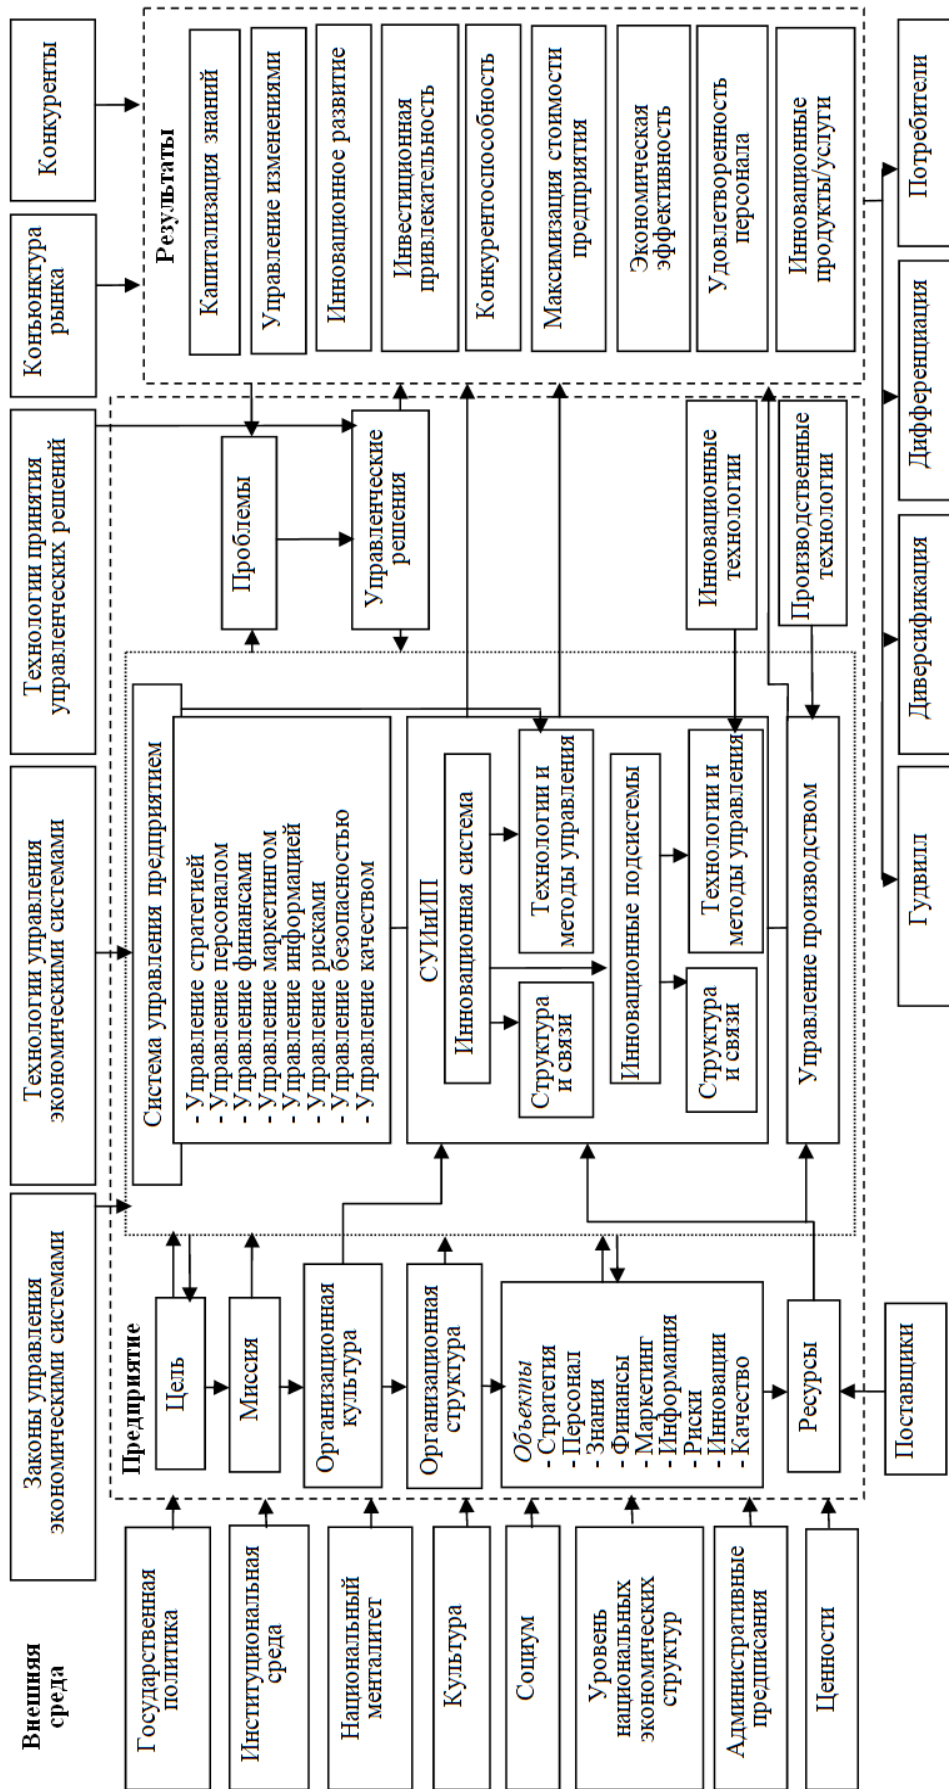 Внешняя
среда
Законы управления
экономическими системами
Технологии управления
экономическими системами
Технологии принятия
управленческих решений
Конъюнктура
рынка
Конкуренты
Государственная
политика
Институциональная
среда
Национальный
менталитет
Культура
Социум
Уровень
национальных
экономических
структур
Административные
предписания
Ценности
Предприятие
Цель
Миссия
Организационная
культура
Организационная
структура
Объекты
- Стратегия
- Персонал
- Знания
- Финансы
- Маркетинг
- Информация
- Риски
- Инновации
- Качество
Ресурсы
Система управления предприятием
- Управление стратегией
- Управление персоналом
- Управление финансами
- Управление маркетингом
- Управление информацией
- Управление рисками
- Управление безопасностью
- Управление качеством
СУИиИП
Инновационная система
Структура
и связи
Технологии и
методы управления
Инновационные подсистемы
Структура
и связи
Технологии и
методы управления
Управление производством
Проблемы
Управленческие
решения
Инновационные
технологии
Производственные
технологии
Результаты
Капитализация знаний
Управление изменениями
Инновационное развитие
Инвестиционная
привлекательность
Конкурентоспособность
Максимизация стоимости
предприятия
Экономическая
эффективность
Удовлетворенность
персонала
Инновационные
продукты/услуги
Поставщики
Гудвилл
Диверсификация
Дифференциация
Потребители